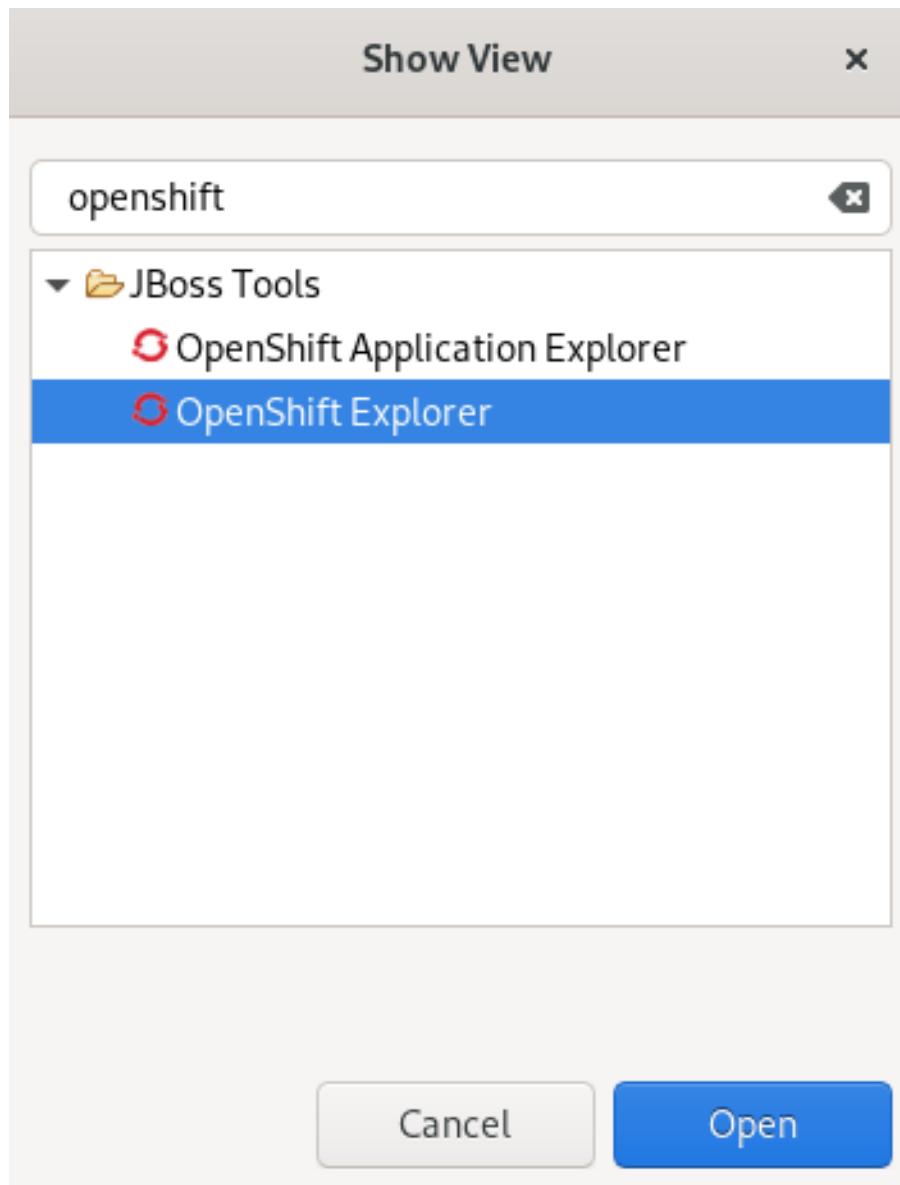 Show View
openshift
JBoss Tools
OpenShift Application Explorer
OpenShift Explorer
Cancel
Open